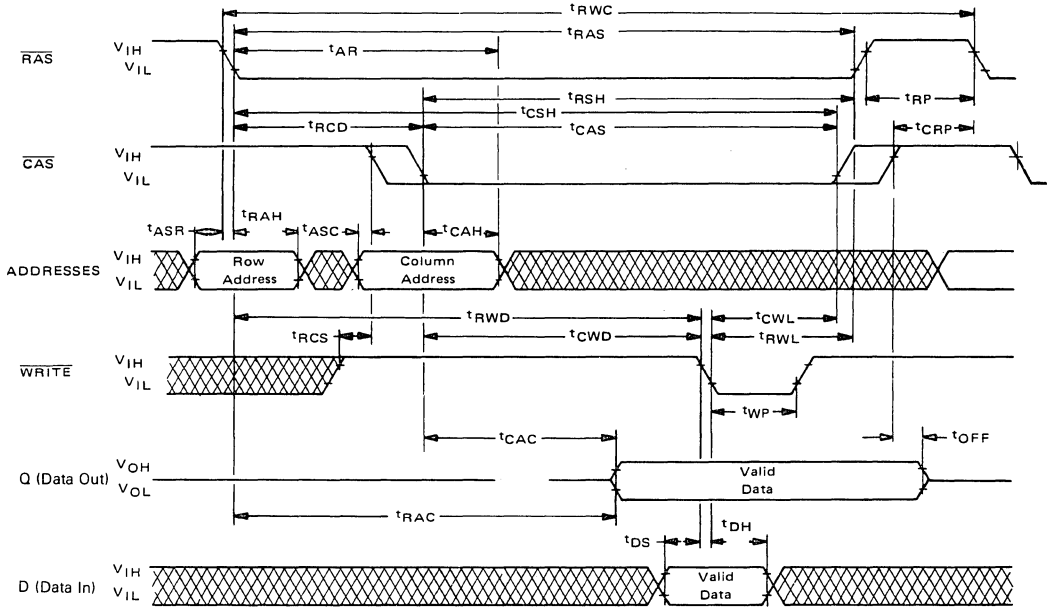 tRWC
tRAS
tAR
RAS
VIH
VIL
tRSH
tRP
tCSH
tRCD
tCAS
tCRP
CAS
VIH
VIL
tASR
tRAH
tASC
tCAH
ADDRESSES
VIH
VIL
Row
Address
Column
Address
tRWD
tCWL
tRCS
tCWD
tRWL
WRITE
VIH
VIL
tWP
tCAC
tOFF
Q (Data Out)
VOH
VOL
Valid
Data
tRAC
tDS
tDH
D (Data In)
VIH
VIL
Valid
Data